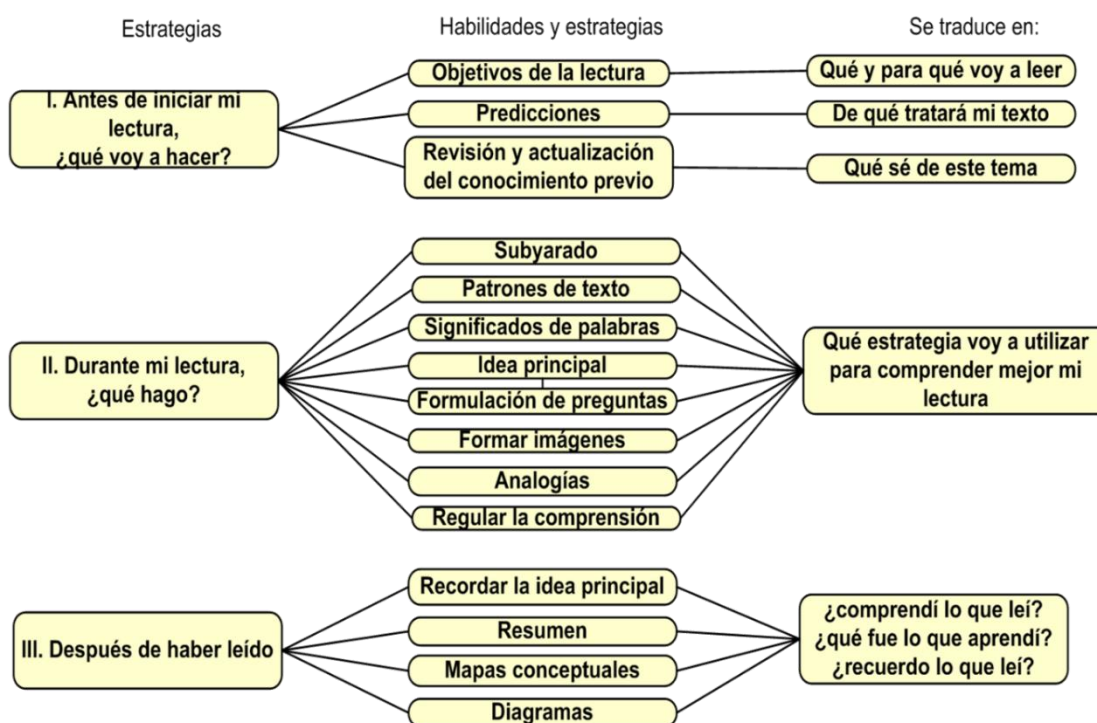 Estrategias
Habilidades y estrategias
Se traduce en:
I. Antes de iniciar mi
lectura,
¿qué voy a hacer?
Objetivos de la lectura
Qué y para qué voy a leer
Predicciones
De qué tratará mi texto
Revisión y actualización
del conocimiento previo
Qué sé de este tema
II. Durante mi lectura,
¿qué hago?
Subyarado
Patrones de texto
Significados de palabras
Idea principal
Formulación de preguntas
Formar imágenes
Analogías
Regular la comprensión
Qué estrategia voy a utilizar
para comprender mejor mi
lectura
III. Después de haber leído
Recordar la idea principal
Resumen
Mapas conceptuales
Diagramas
¿comprendí lo que leí?
¿qué fue lo que aprendí?
¿recuerdo lo que leí?